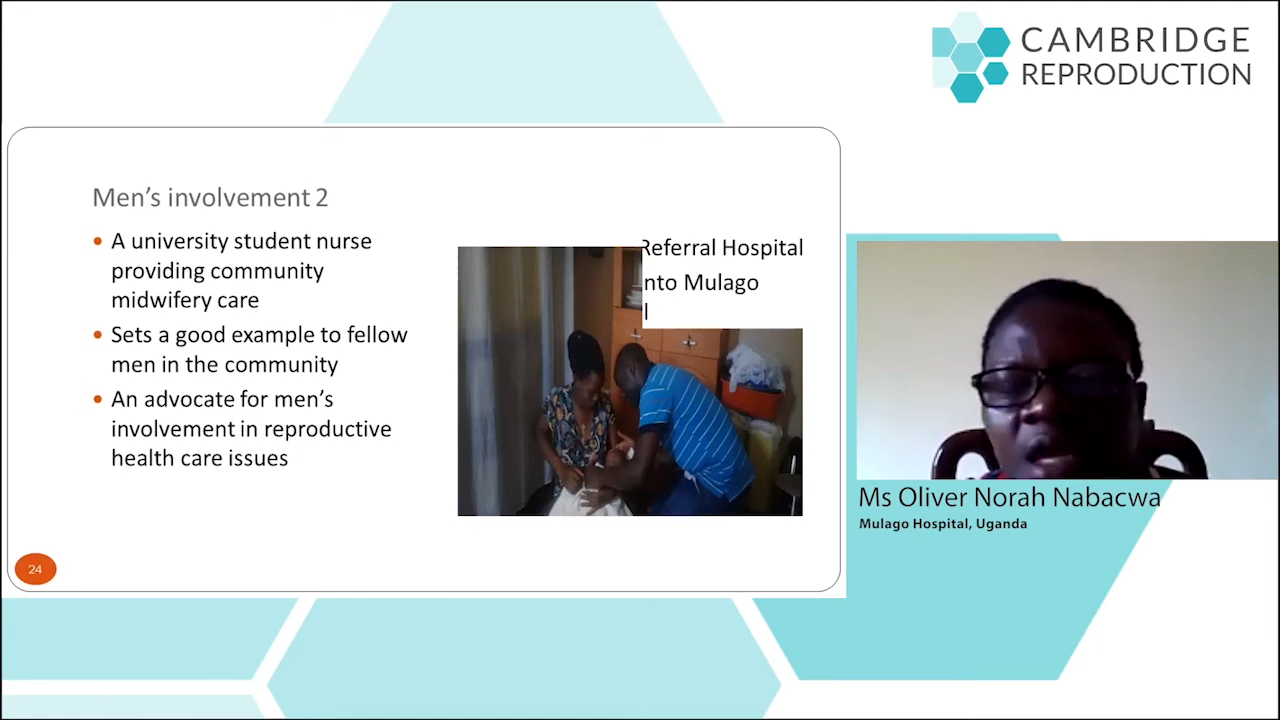 CAMBRIDGE
REPRODUCTION
Men’s involvement 2
• A university student nurse
providing community
midwifery care
• Sets a good example to fellow
men in the community
• An advocate for men’s
involvement in reproductive
health care issues
Referral Hospital
nto Mulago
24
Ms Oliver Norah Nabacwa
Mulago Hospital, Uganda